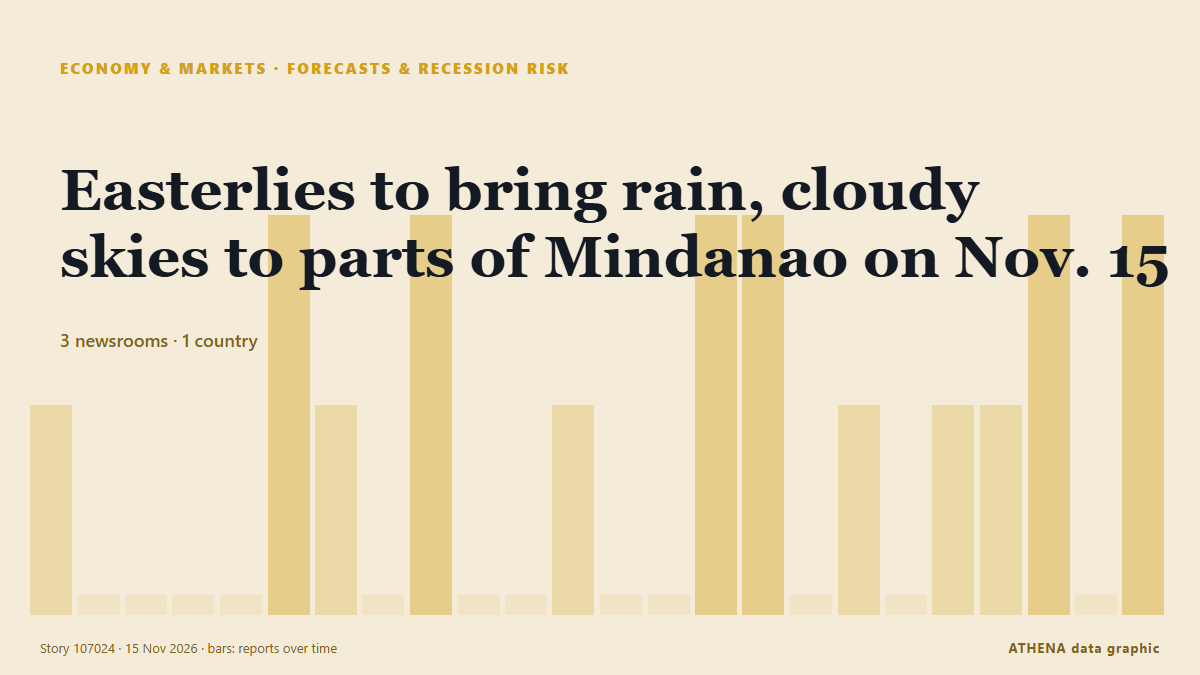 ECONOMY & MARKETS · FORECASTS & RECESSION RISK
Easterlies to bring rain, cloudy
skies to parts of Mindanao on Nov. 15
3 newsrooms · 1 country
Story 107024 · 15 Nov 2026 · bars: reports over time
ATHENA data graphic